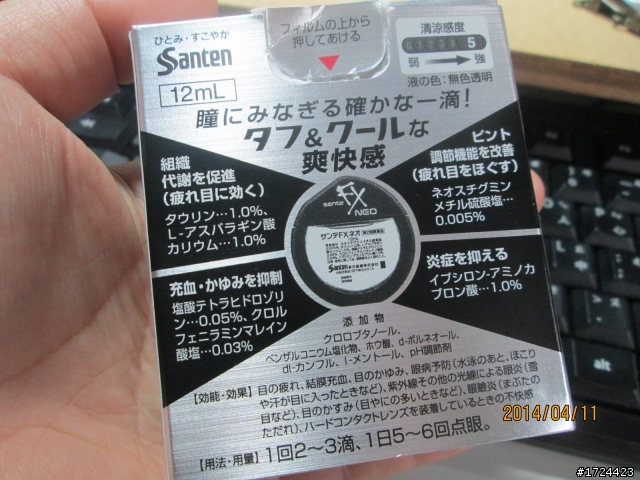 ひとみ・すこやか
Santen
12mL
フィルムの上から
押してあける
清涼感度
0 1 2 3 4 5
弱 強
液の色:無色透明
瞳にみなぎる確かな一滴!
タフ&クールな
爽快感
組織
代謝を促進
(疲れ目に効く)
タウリン…1.0%、
L-アスパラギン酸
カリウム…1.0%
ピント
調節機能を改善
(疲れ目をほぐす)
ネオスチグミン
メチル硫酸塩…
0.005%
sante
FX
NEO
サンテFXネオ
Santen
充血・かゆみを抑制
塩酸テトラヒドロゾリ
ン…0.05%、クロル
フェニラミンマレイン
酸塩…0.03%
炎症を抑える
イプシロン-アミノカ
プロン酸…1.0%
添加物
クロロブタノール、
ベンザルコニウム塩化物、ホウ酸、d-ボルネオール、
dl-カンフル、l-メントール、pH調節剤
【効能・効果】目の疲れ、結膜充血、目のかゆみ、眼病予防(水泳のあと、ほこり
や汗が目に入ったときなど)、紫外線その他の光線による眼炎(雪
目など)、目のかすみ(目やにの多いときなど)、眼瞼炎(まぶたの
ただれ)、ハードコンタクトレンズを装着しているときの不快感
【用法・用量】1回2〜3滴、1日5〜6回点眼。
2014/04/11
alt
#1724423